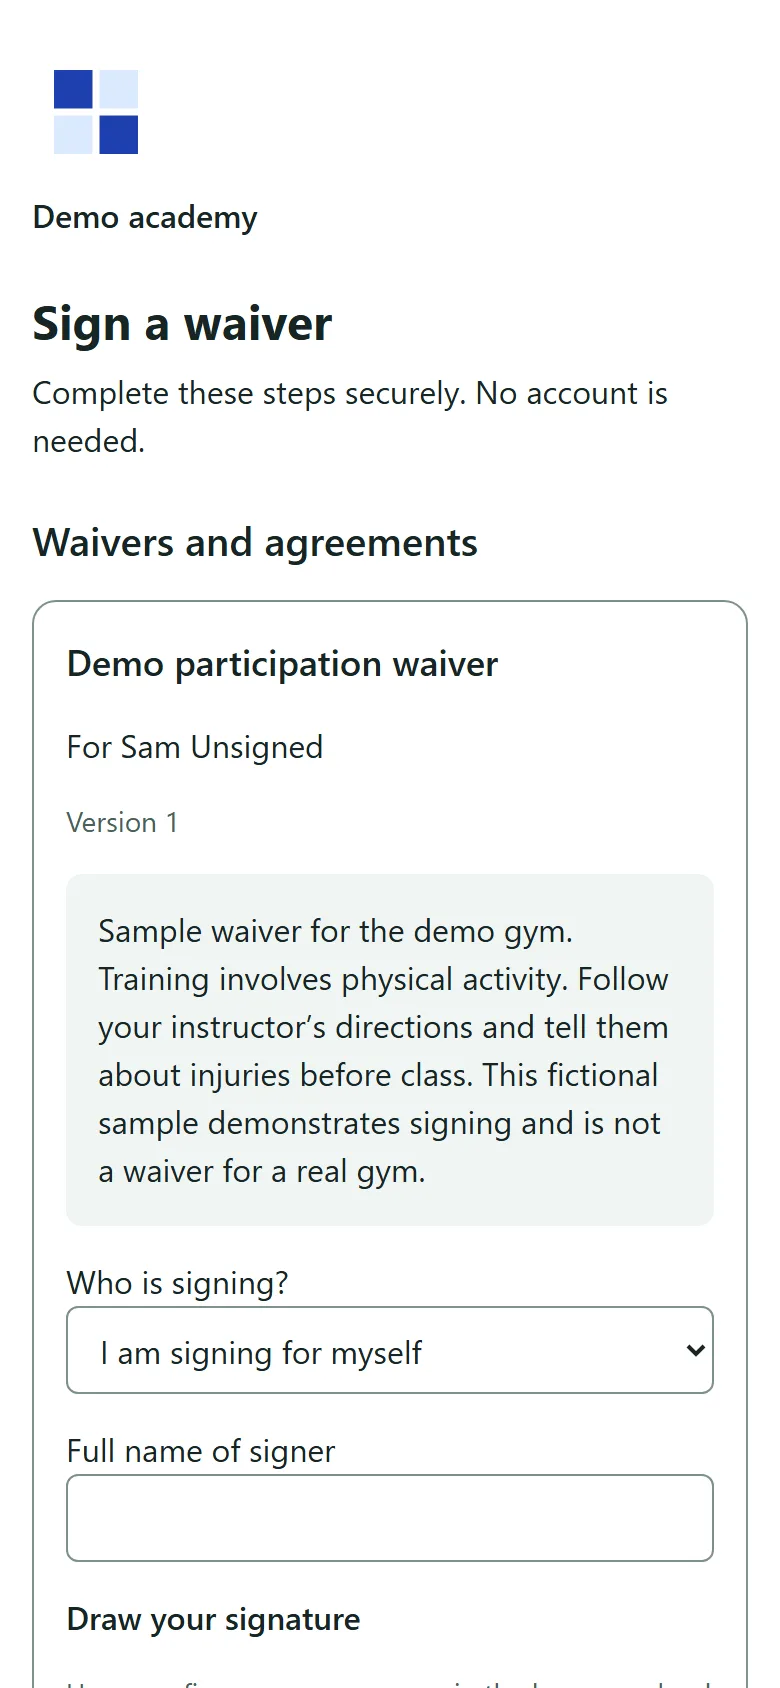 Demo academy
Sign a waiver
Complete these steps securely. No account is
needed.
Waivers and agreements
Demo participation waiver
For Sam Unsigned
Version 1
Sample waiver for the demo gym.
Training involves physical activity. Follow
your instructor’s directions and tell them
about injuries before class. This fictional
sample demonstrates signing and is not
a waiver for a real gym.
Who is signing?
I am signing for myself
Full name of signer
Draw your signature